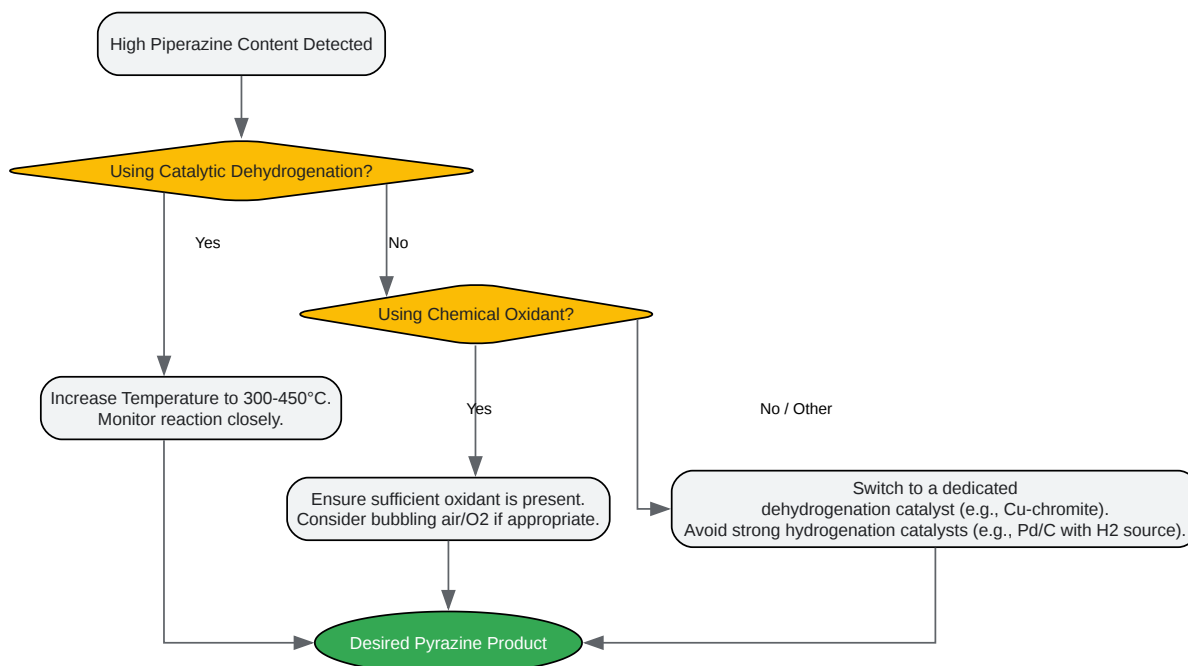 High Piperazine Content Detected
Using Catalytic Dehydrogenation?
Yes
No
Using Chemical Oxidant?
Increase Temperature to 300-450°C.
Monitor reaction closely.
Yes
No / Other
Ensure sufficient oxidant is present.
Consider bubbling air/O2 if appropriate.
Switch to a dedicated
dehydrogenation catalyst (e.g., Cu-chromite).
Avoid strong hydrogenation catalysts (e.g., Pd/C with H2 source).
Desired Pyrazine Product